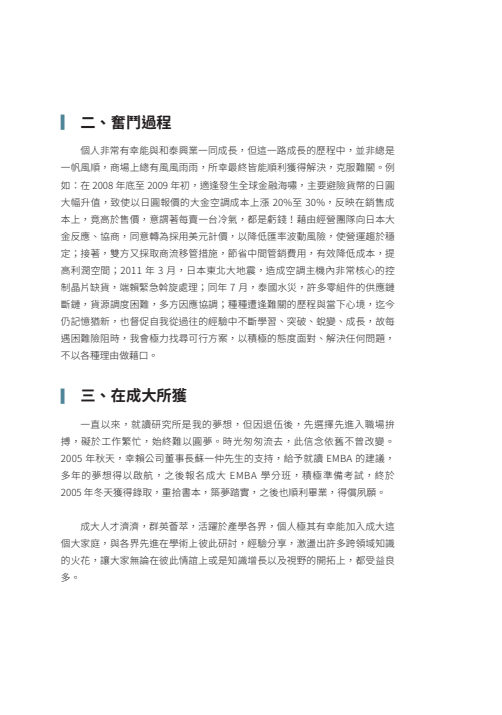 二、奮鬥過程
個人非常有幸能與和泰興業一同成長，但這一路成長的歷程中，並非總是
一帆風順，商場上總有風風雨雨，所幸最終皆能順利獲得解決，克服難關。例
如：在 2008 年底至 2009 年初，適逢發生全球金融海嘯，主要避險貨幣的日圓
大幅升值，致使以日圓報價的大金空調成本上漲 20%至 30%，反映在銷售成
本上，竟高於售價，意謂著每賣一台冷氣，都是虧錢！藉由經營團隊向日本大
金反應、協商，同意轉為採用美元計價，以降低匯率波動風險，使營運趨於穩
定；接著，雙方又採取商流移管措施，節省中間管銷費用，有效降低成本，提
高利潤空間；2011 年 3 月，日本東北大地震，造成空調主機內非常核心的控
制晶片缺貨，端賴緊急斡旋處理；同年 7 月，泰國水災，許多零組件的供應鏈
斷鏈，貨源調度困難，多方因應協調；種種遭逢難關的歷程與當下心境，迄今
仍記憶猶新，也督促自我從過往的經驗中不斷學習、突破、蛻變、成長，故每
遇困難險阻時，我會極力找尋可行方案，以積極的態度面對、解決任何問題，
不以各種理由做藉口。
三、在成大所獲
一直以來，就讀研究所是我的夢想，但因退伍後，先選擇先進入職場拼
搏，礙於工作繁忙，始終難以圓夢。時光匆匆流去，此信念依舊不曾改變。
2005 年秋天，幸賴公司董事長蘇一仲先生的支持，給予就讀 EMBA 的建議，
多年的夢想得以啟航，之後報名成大 EMBA 學分班，積極準備考試，終於
2005 年冬天獲得錄取，重拾書本，築夢踏實，之後也順利畢業，得償夙願。
成大人才濟濟，群英薈萃，活躍於產學各界，個人極其有幸能加入成大這
個大家庭，與各界先進在學術上彼此研討，經驗分享，激盪出許多跨領域知識
的火花，讓大家無論在彼此情誼上或是知識增長以及視野的開拓上，都受益良
多。